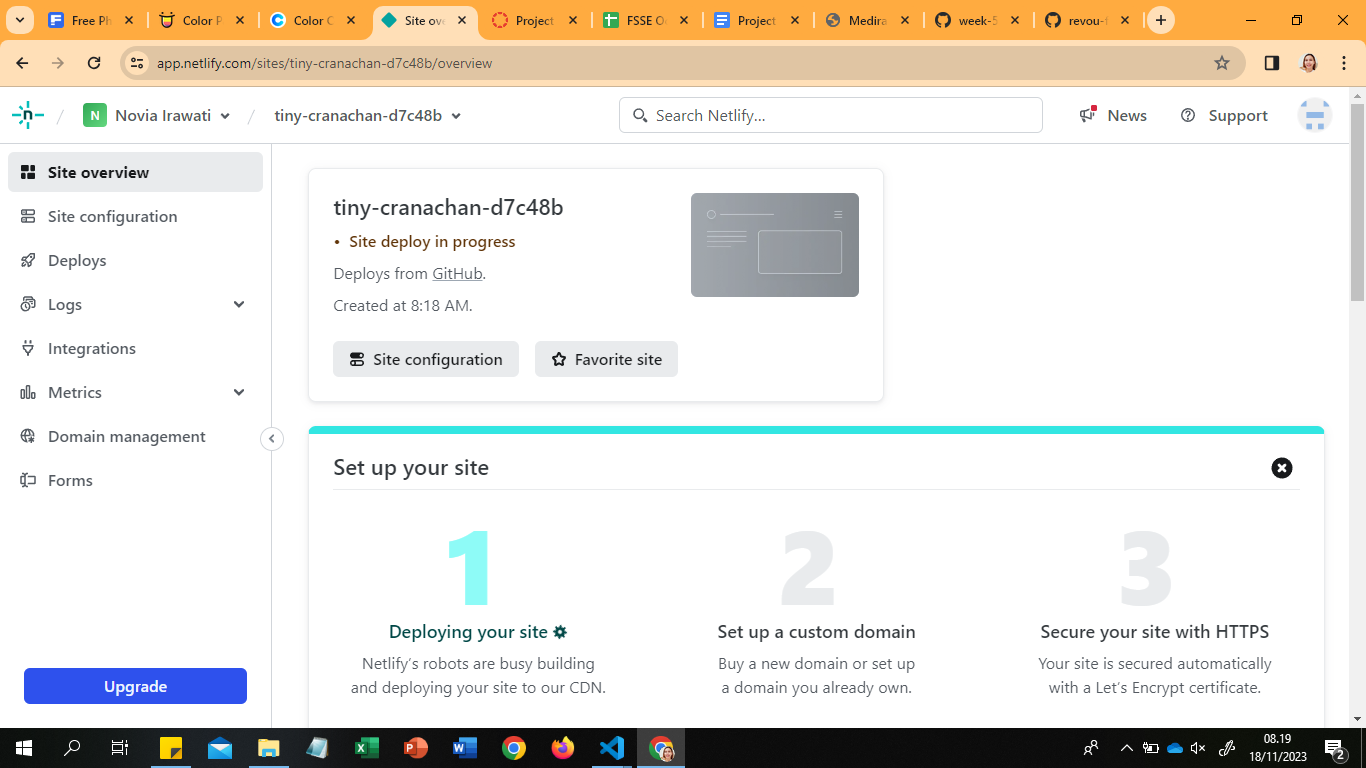 Free Ph
Color P
Color C
Site ove
Project
FSSE O
Project
Medira
week-5
revou-f
app.netlify.com/sites/tiny-cranachan-d7c48b/overview
n / N Novia Irawati / tiny-cranachan-d7c48b
Search Netlify...
News
Support
Site overview
Site configuration
Deploys
Logs
Integrations
Metrics
Domain management
Forms
Upgrade
tiny-cranachan-d7c48b
• Site deploy in progress
Deploys from GitHub.
Created at 8:18 AM.
Site configuration
Favorite site
Set up your site
1
Deploying your site
Netlify’s robots are busy building
and deploying your site to our CDN.
2
Set up a custom domain
Buy a new domain or set up
a domain you already own.
3
Secure your site with HTTPS
Your site is secured automatically
with a Let’s Encrypt certificate.
08.19
18/11/2023
2